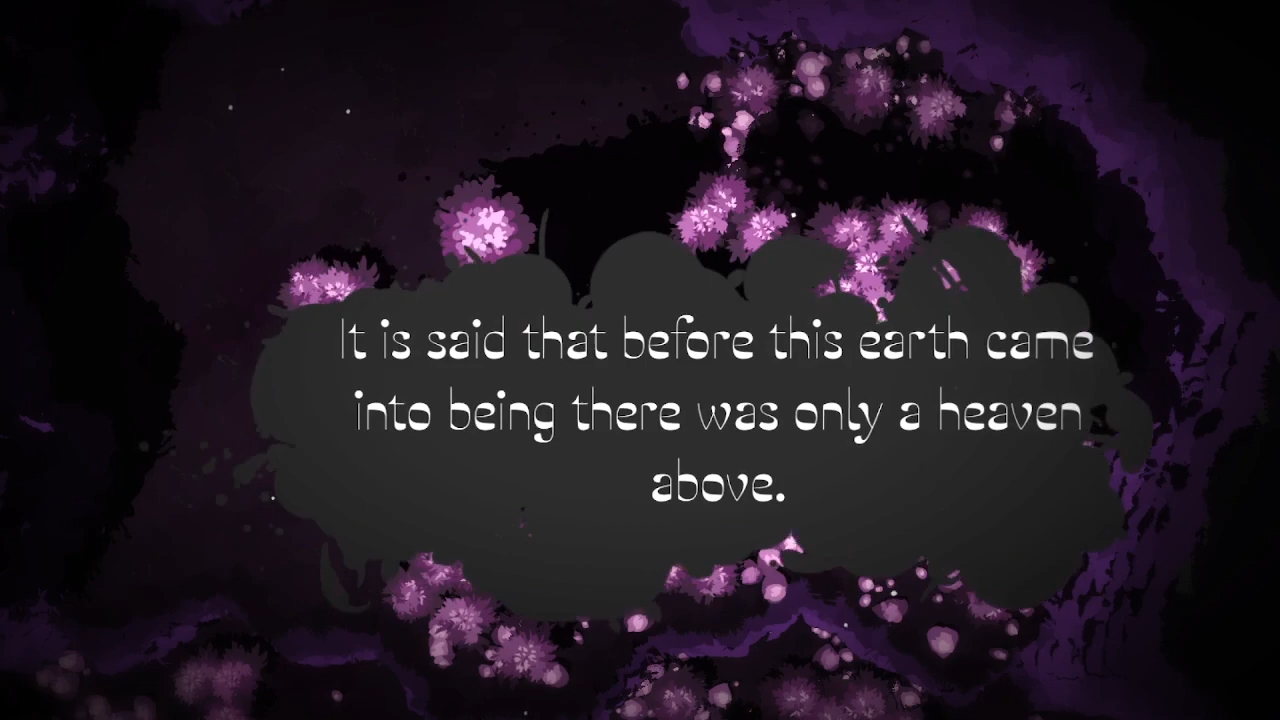 It is said that before this earth came
into being there was only a heaven
above.